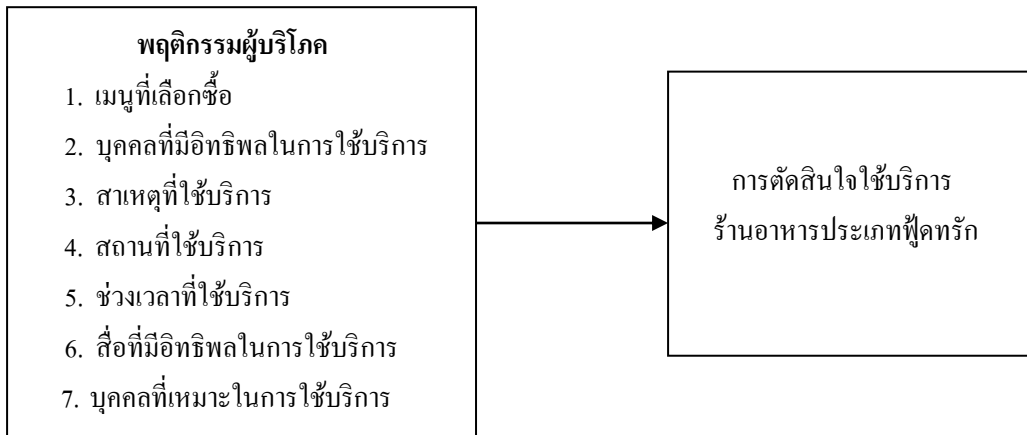 พฤติกรรมผู้บริโภค
1. เมนูที่เลือกซื้อ
2. บุคคลที่มีอิทธิพลในการใช้บริการ
3. สาเหตุที่ใช้บริการ
4. สถานที่ใช้บริการ
5. ช่วงเวลาที่ใช้บริการ
6. สื่อที่มีอิทธิพลในการใช้บริการ
7. บุคคลที่เหมาะในการใช้บริการ
การตัดสินใจใช้บริการ
ร้านอาหารประเภทฟู้ดทรัก